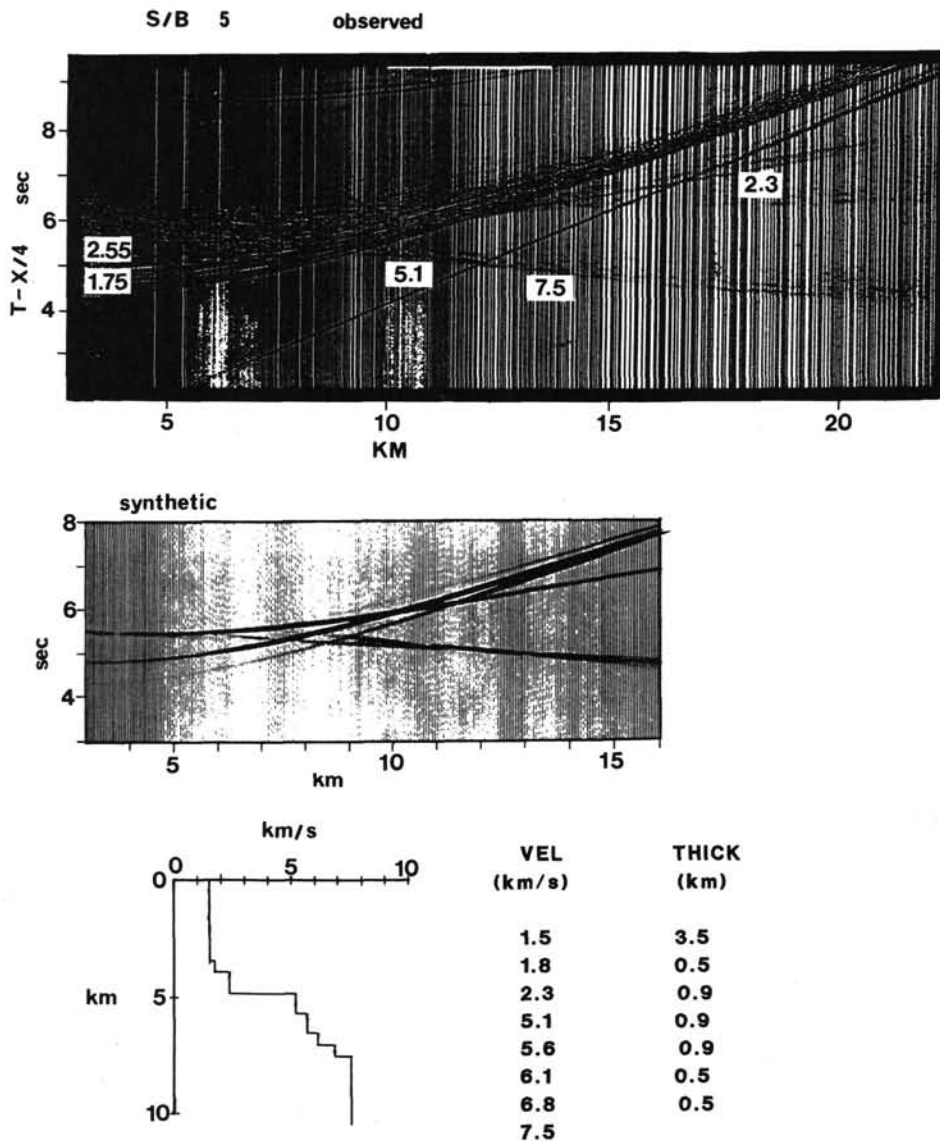 S/B 5 observed
8
6
4
sec
T-X/4
2.55
1.75
5.1
7.5
2.3
5 10 15 20
KM
synthetic
8
6
4
sec
5 10 15
km
km/s
0 5 10
0
5
10
km
VEL THICK
(km/s) (km)
1.5 3.5
1.8 0.5
2.3 0.9
5.1 0.9
5.6 0.9
6.1 0.5
6.8 0.5
7.5